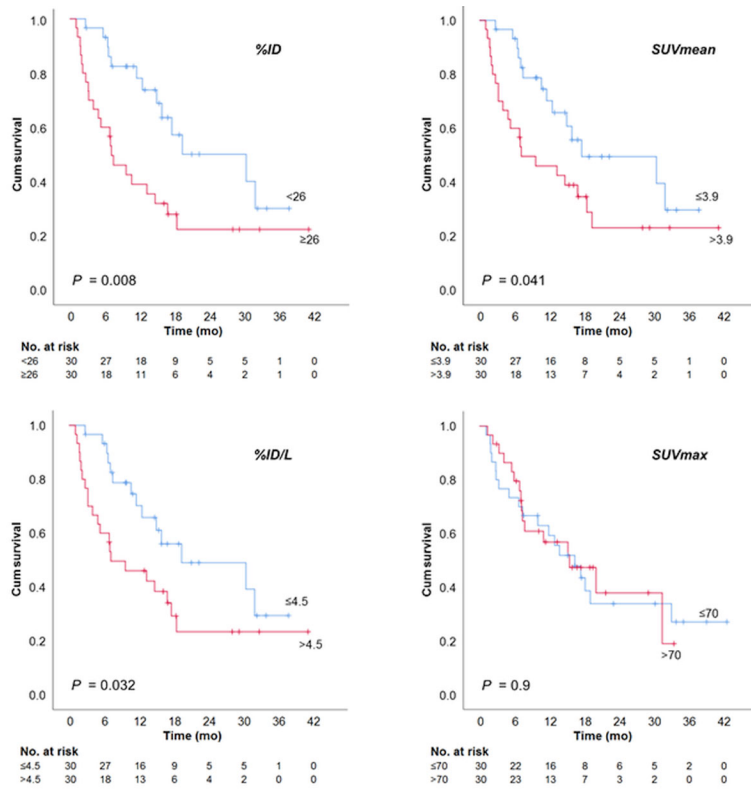 %ID
Cum survival
1.0
0.8
0.6
0.4
0.2
0.0
<26
≥26
P = 0.008
0 6 12 18 24 30 36 42
Time (mo)
No. at risk
<26 30 27 18 9 5 5 1 0
≥26 30 18 11 6 4 2 1 0
SUVmean
Cum survival
1.0
0.8
0.6
0.4
0.2
0.0
≤3.9
>3.9
P = 0.041
0 6 12 18 24 30 36 42
Time (mo)
No. at risk
≤3.9 30 27 16 8 5 5 1 0
>3.9 30 18 13 7 4 2 1 0
%ID/L
Cum survival
1.0
0.8
0.6
0.4
0.2
0.0
≤4.5
>4.5
P = 0.032
0 6 12 18 24 30 36 42
Time (mo)
No. at risk
≤4.5 30 27 16 9 5 5 1 0
>4.5 30 18 13 6 4 2 0 0
SUVmax
Cum survival
1.0
0.8
0.6
0.4
0.2
0.0
≤70
>70
P = 0.9
0 6 12 18 24 30 36 42
Time (mo)
No. at risk
≤70 30 22 16 8 6 5 2 0
>70 30 23 13 7 3 2 0 0